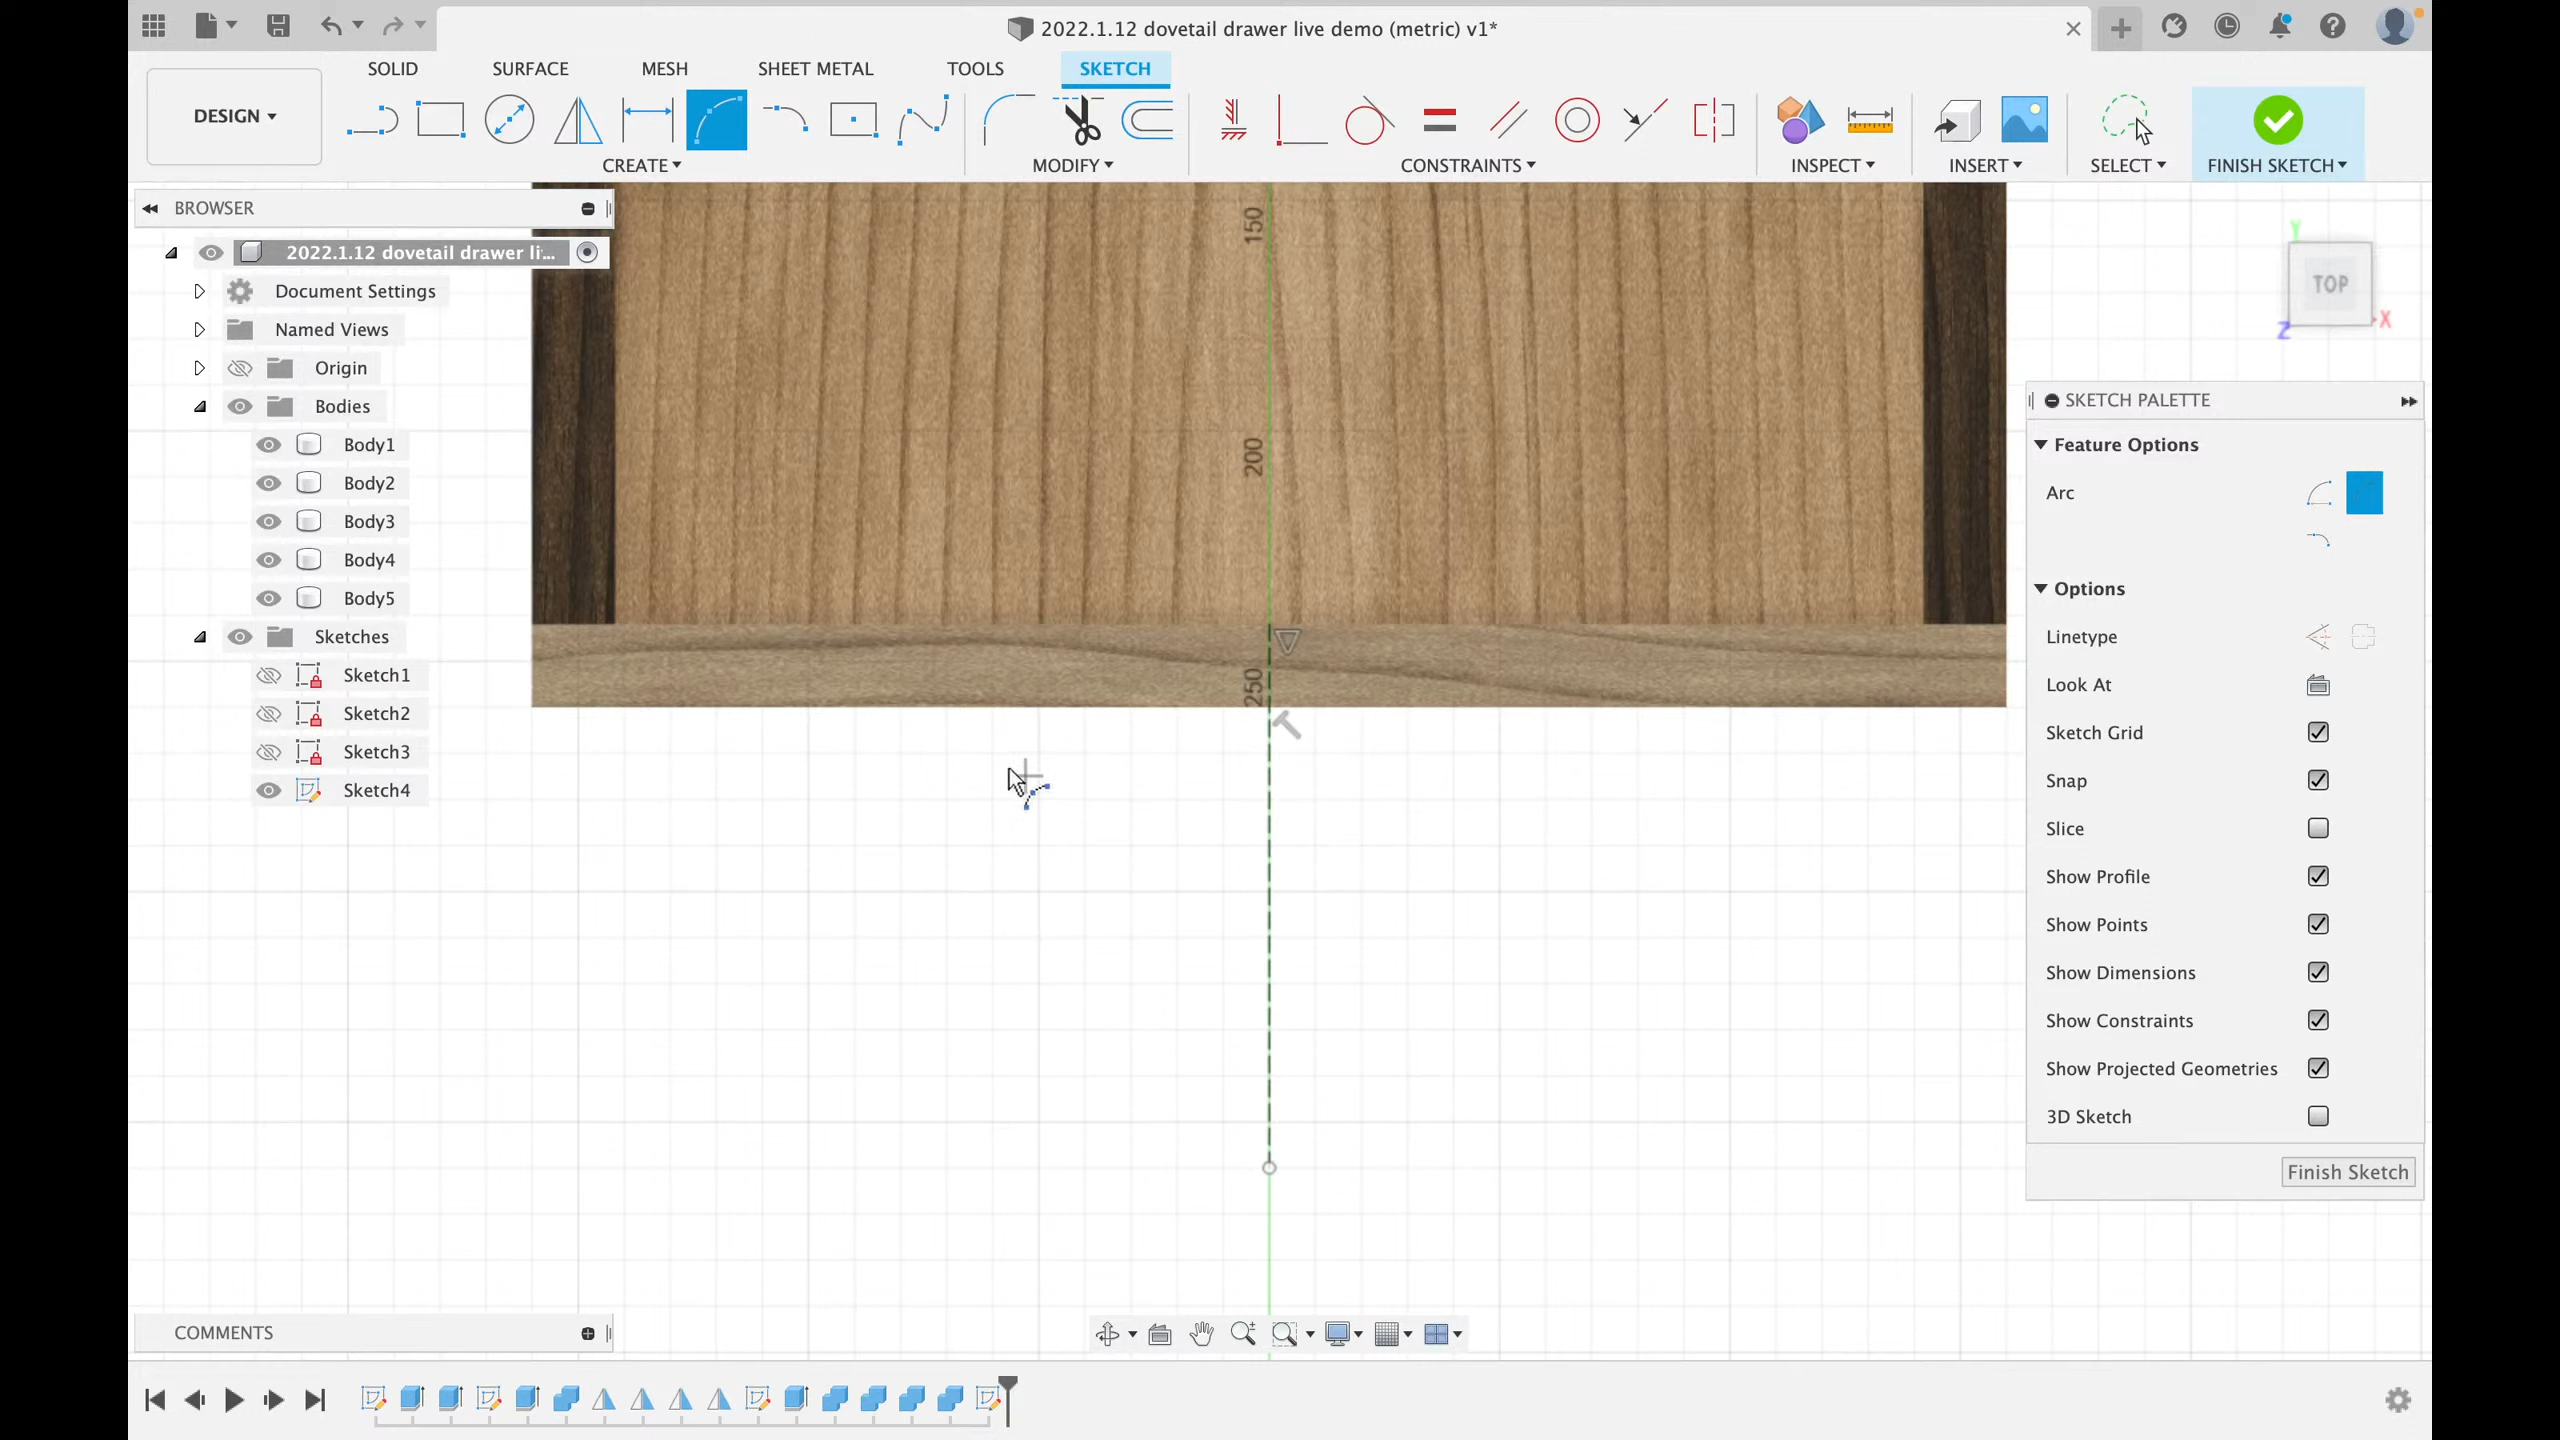 2022.1.12 dovetail drawer live demo (metric) v1*
SOLID SURFACE MESH SHEET METAL TOOLS SKETCH
DESIGN
CREATE MODIFY CONSTRAINTS INSPECT INSERT SELECT FINISH SKETCH
BROWSER
2022.1.12 dovetail drawer li...
Document Settings
Named Views
Origin
Bodies
Body1
Body2
Body3
Body4
Body5
Sketches
Sketch1
Sketch2
Sketch3
Sketch4
150
200
250
TOP
Y
X
Z
SKETCH PALETTE
Feature Options
Arc
Options
Linetype
Look At
Sketch Grid
Snap
Slice
Show Profile
Show Points
Show Dimensions
Show Constraints
Show Projected Geometries
3D Sketch
Finish Sketch
COMMENTS